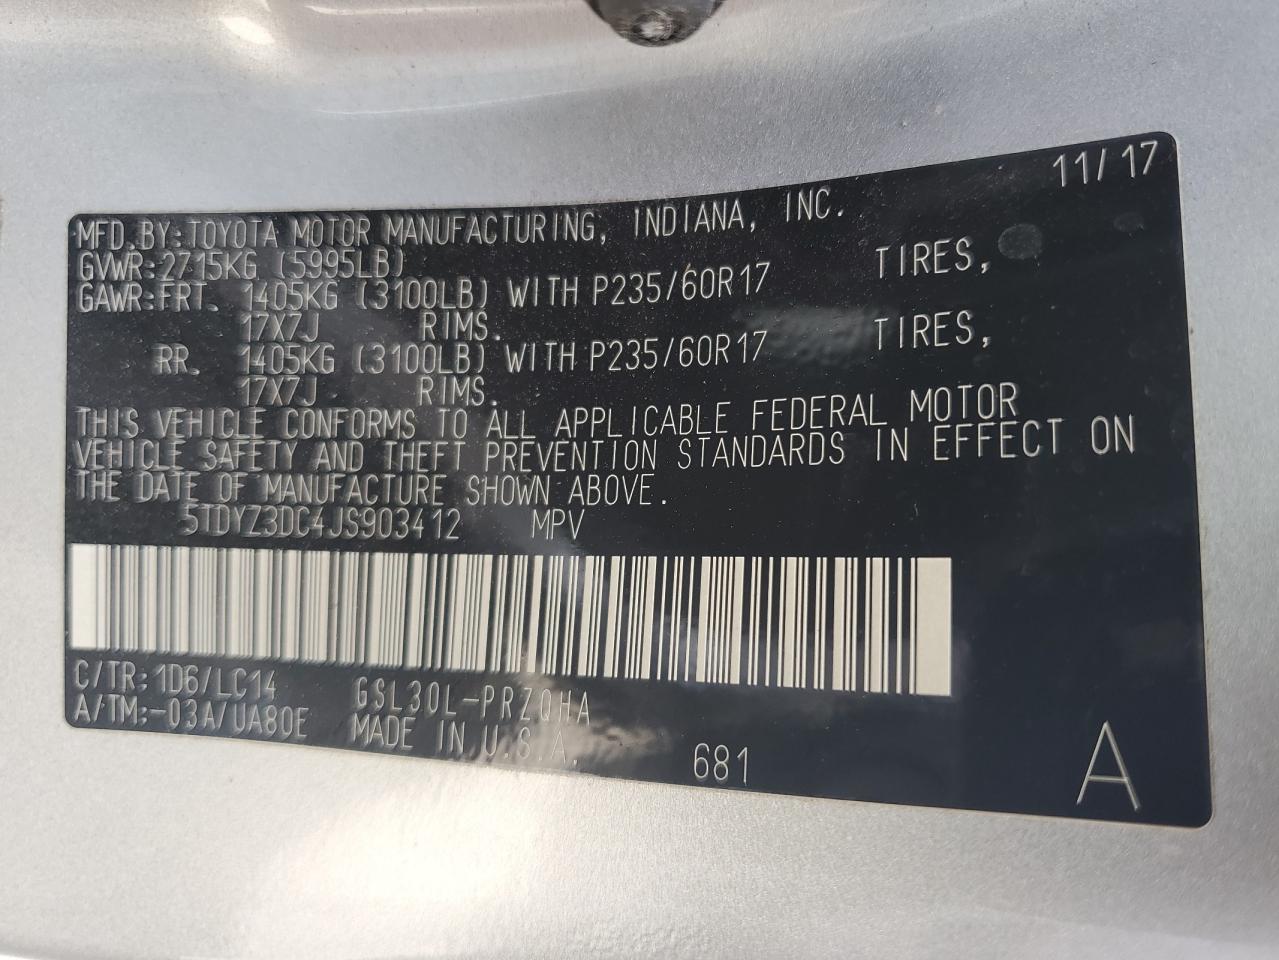 11/17
MFD.BY:TOYOTA MOTOR MANUFACTURING, INDIANA, INC.
GVWR:2715KG (5995LB)
GAWR:FRT. 1405KG (3100LB) WITH P235/60R17 TIRES,
17X7J RIMS.
RR. 1405KG (3100LB) WITH P235/60R17 TIRES,
17X7J RIMS.
THIS VEHICLE CONFORMS TO ALL APPLICABLE FEDERAL MOTOR
VEHICLE SAFETY AND THEFT PREVENTION STANDARDS IN EFFECT ON
THE DATE OF MANUFACTURE SHOWN ABOVE.
5TDYZ3DC4JS903412 MPV
C/TR:1D6/LC14 GSL30L-PRZQHA
A/TM:-03A/UA80E MADE IN U.S.A.
681
A